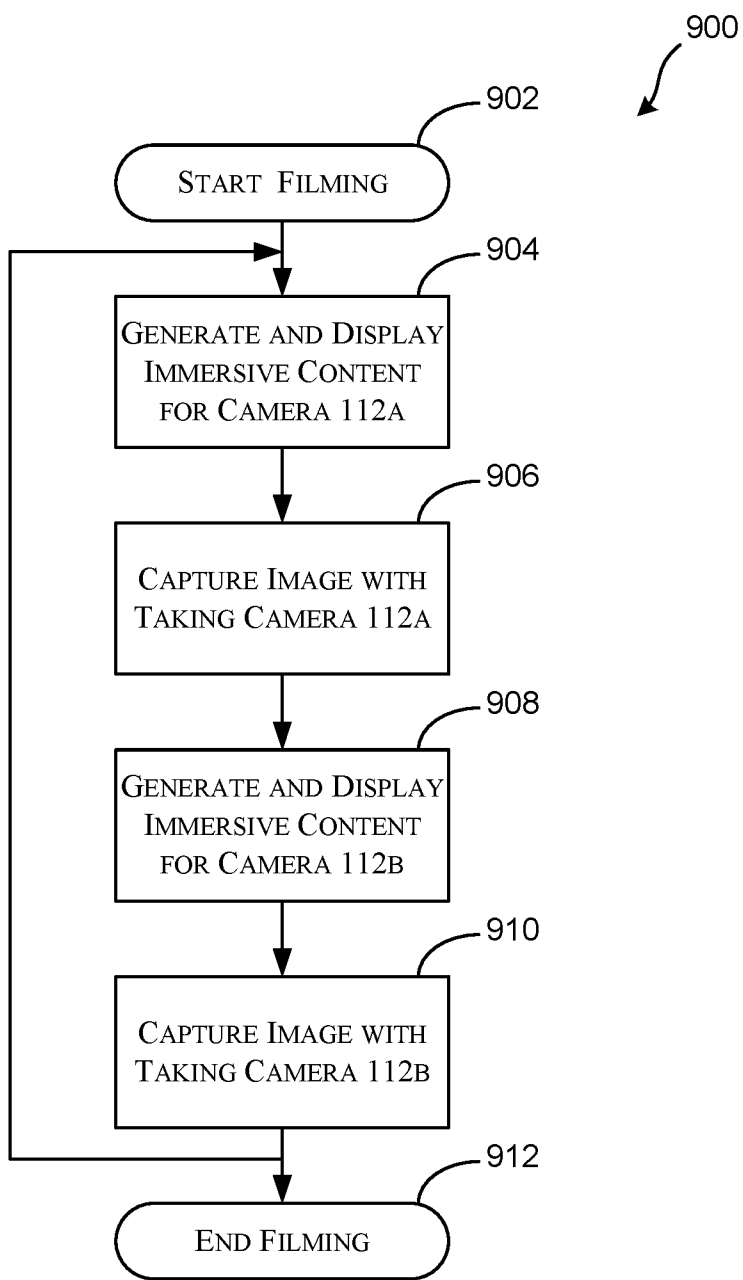 900
902
START FILMING
904
GENERATE AND DISPLAY
IMMERSIVE CONTENT
FOR CAMERA 112A
906
CAPTURE IMAGE WITH
TAKING CAMERA 112A
908
GENERATE AND DISPLAY
IMMERSIVE CONTENT
FOR CAMERA 112B
910
CAPTURE IMAGE WITH
TAKING CAMERA 112B
912
END FILMING